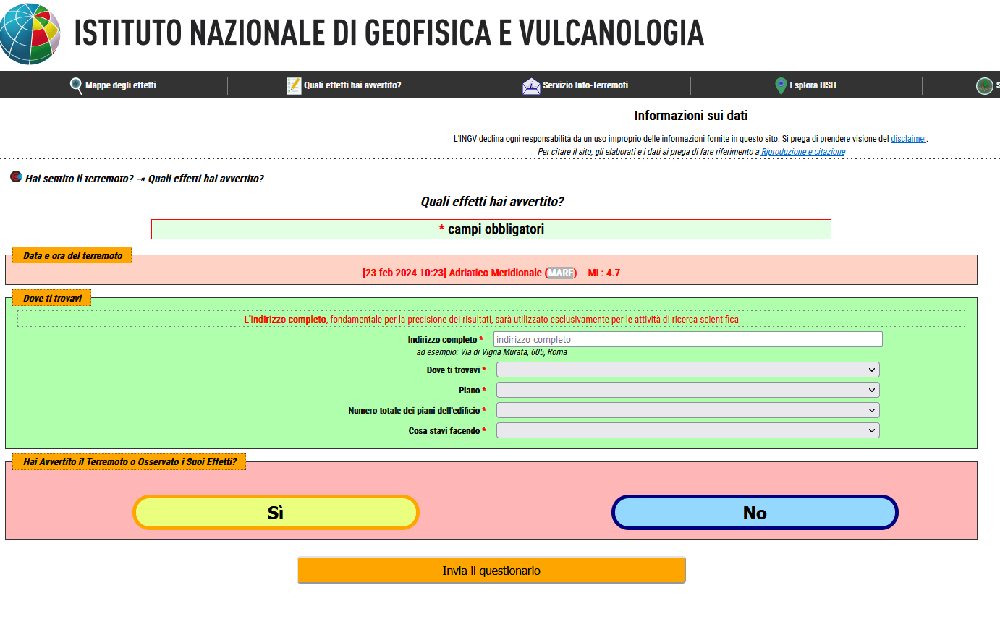 ISTITUTO NAZIONALE DI GEOFISICA E VULCANOLOGIA
Mappe degli effetti
Quali effetti hai avvertito?
Servizio Info-Terremoti
Esplora HSIT
Informazioni sui dati
L'INGV declina ogni responsabilità da un uso improprio delle informazioni fornite in questo sito. Si prega di prendere visione del disclaimer.
Per citare il sito, gli elaborati e i dati si prega di fare riferimento a Riproduzione e citazione
Hai sentito il terremoto? ⇥ Quali effetti hai avvertito?
Quali effetti hai avvertito?
* campi obbligatori
Data e ora del terremoto
[23 feb 2024 10:23] Adriatico Meridionale (MARE) -- ML: 4.7
Dove ti trovavi
L'indirizzo completo, fondamentale per la precisione dei risultati, sarà utilizzato esclusivamente per le attività di ricerca scientifica
Indirizzo completo * indirizzo completo
ad esempio: Via di Vigna Murata, 605, Roma
Dove ti trovavi *
Piano *
Numero totale dei piani dell'edificio *
Cosa stavi facendo *
Hai Avvertito il Terremoto o Osservato i Suoi Effetti?
Sì
No
Invia il questionario